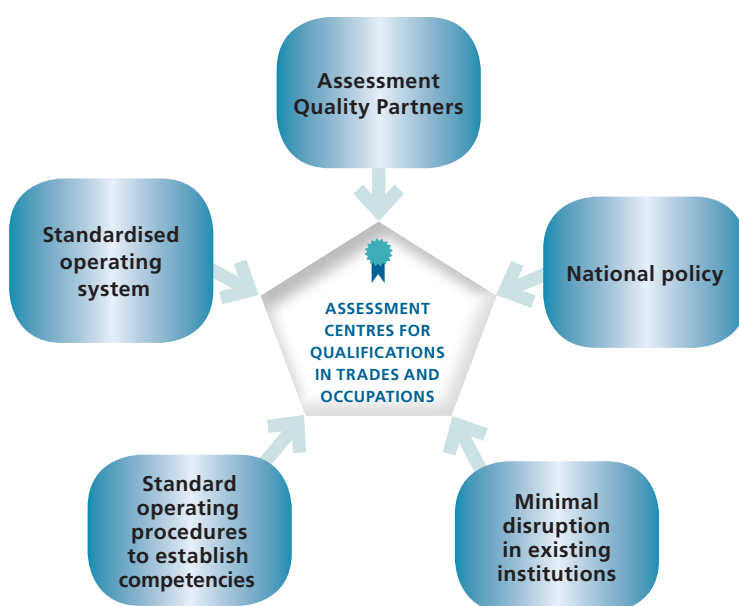 Assessment
Quality Partners
Standardised
operating
system
National policy
ASSESSMENT
CENTRES FOR
QUALIFICATIONS
IN TRADES AND
OCCUPATIONS
Standard
operating
procedures
to establish
competencies
Minimal
disruption
in existing
institutions